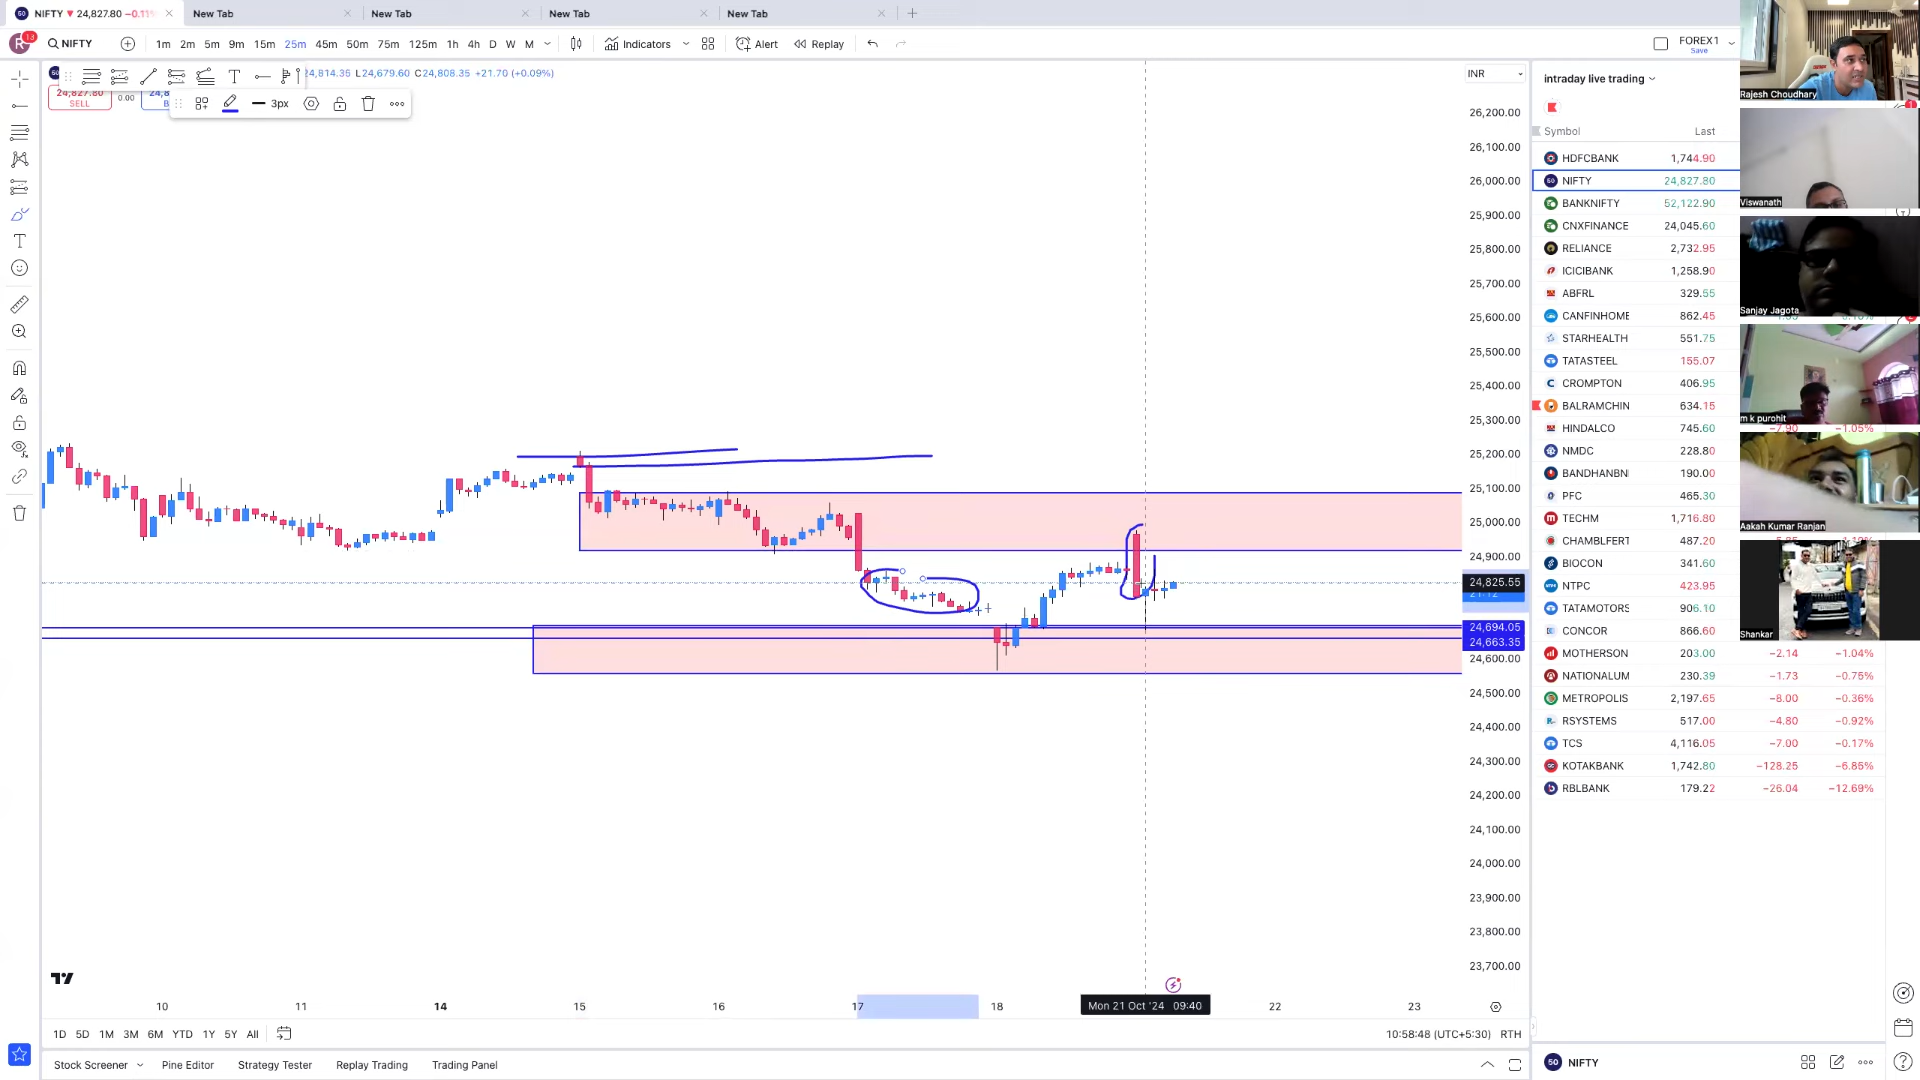 NIFTY ▼ 24,827.80 −0.11%
New Tab
New Tab
New Tab
New Tab
R 13
NIFTY
1m 2m 5m 9m 15m 25m 45m 50m 75m 125m 1h 4h D W M
Indicators
Alert
Replay
FOREX1
Save
24,814.35 L24,679.60 C24,808.35 +21.70 (+0.09%)
24,827.80
SELL
0.00
3px
INR
26,200.00
26,100.00
26,000.00
25,900.00
25,800.00
25,700.00
25,600.00
25,500.00
25,400.00
25,300.00
25,200.00
25,100.00
25,000.00
24,900.00
24,825.55
21:12
24,694.05
24,663.35
24,600.00
24,500.00
24,400.00
24,300.00
24,200.00
24,100.00
24,000.00
23,900.00
23,800.00
23,700.00
10 11 14 15 16 17 18 Mon 21 Oct '24 09:40 22 23
1D 5D 1M 3M 6M YTD 1Y 5Y All
10:58:48 (UTC+5:30) RTH
Stock Screener
Pine Editor
Strategy Tester
Replay Trading
Trading Panel
intraday live trading
Symbol Last
HDFCBANK 1,744.90
NIFTY 24,827.80
BANKNIFTY 52,122.90
CNXFINANCE 24,045.60
RELIANCE 2,732.95
ICICIBANK 1,258.90
ABFRL 329.55
CANFINHOME 862.45
STARHEALTH 551.75
TATASTEEL 155.07
CROMPTON 406.95
BALRAMCHIN 634.15
HINDALCO 745.60 −7.90 −1.05%
NMDC 228.80
BANDHANBN 190.00
PFC 465.30
TECHM 1,716.80
CHAMBLFERT 487.20
BIOCON 341.60
NTPC 423.95
TATAMOTORS 906.10
CONCOR 866.60
MOTHERSON 203.00 −2.14 −1.04%
NATIONALUM 230.39 −1.73 −0.75%
METROPOLIS 2,197.65 −8.00 −0.36%
RSYSTEMS 517.00 −4.80 −0.92%
TCS 4,116.05 −7.00 −0.17%
KOTAKBANK 1,742.80 −128.25 −6.85%
RBLBANK 179.22 −26.04 −12.69%
50 NIFTY
Rajesh Choudhary
Viswanath
Sanjay Jagota
m k purohit
Aakah Kumar Ranjan
Shankar